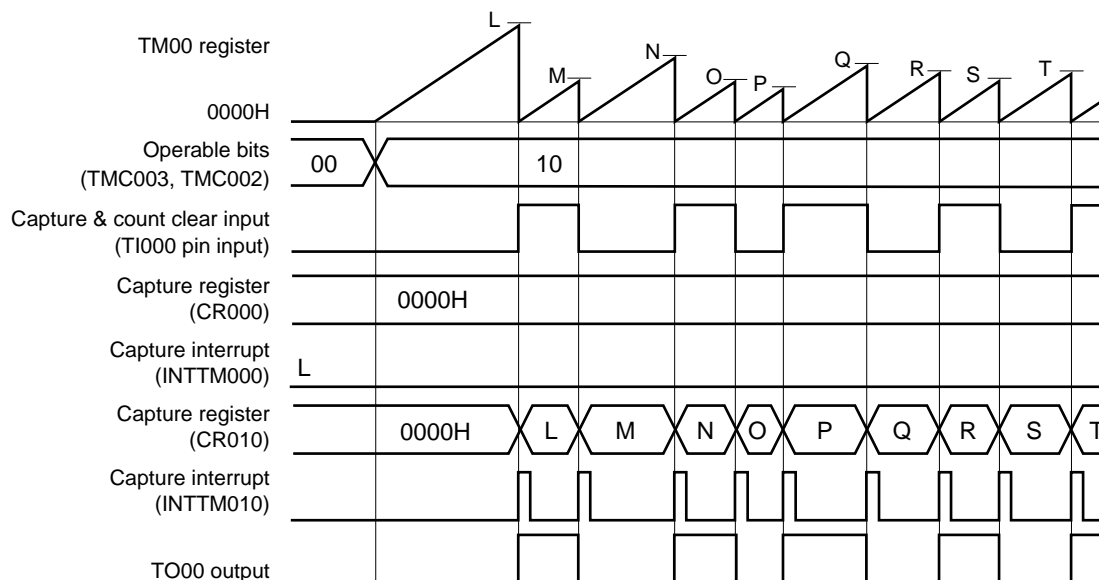 L
TM00 register
N
M
O
P
Q
R
S
T
0000H
Operable bits
(TMC003, TMC002)
00
10
Capture & count clear input
(TI000 pin input)
Capture register
(CR000)
0000H
Capture interrupt
(INTTM000)
L
Capture register
(CR010)
0000H
L
M
N
O
P
Q
R
S
T
Capture interrupt
(INTTM010)
TO00 output